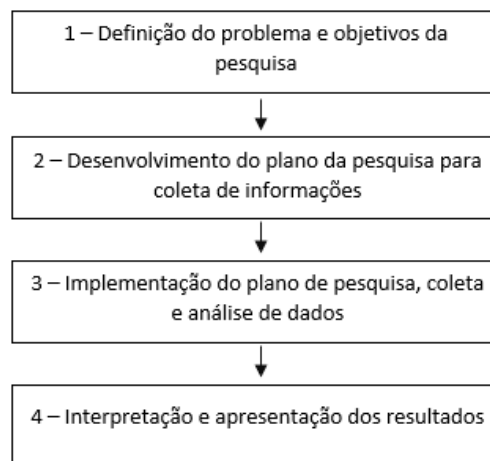 1 – Definição do problema e objetivos da
pesquisa
2 – Desenvolvimento do plano da pesquisa para
coleta de informações
3 – Implementação do plano de pesquisa, coleta
e análise de dados
4 – Interpretação e apresentação dos resultados